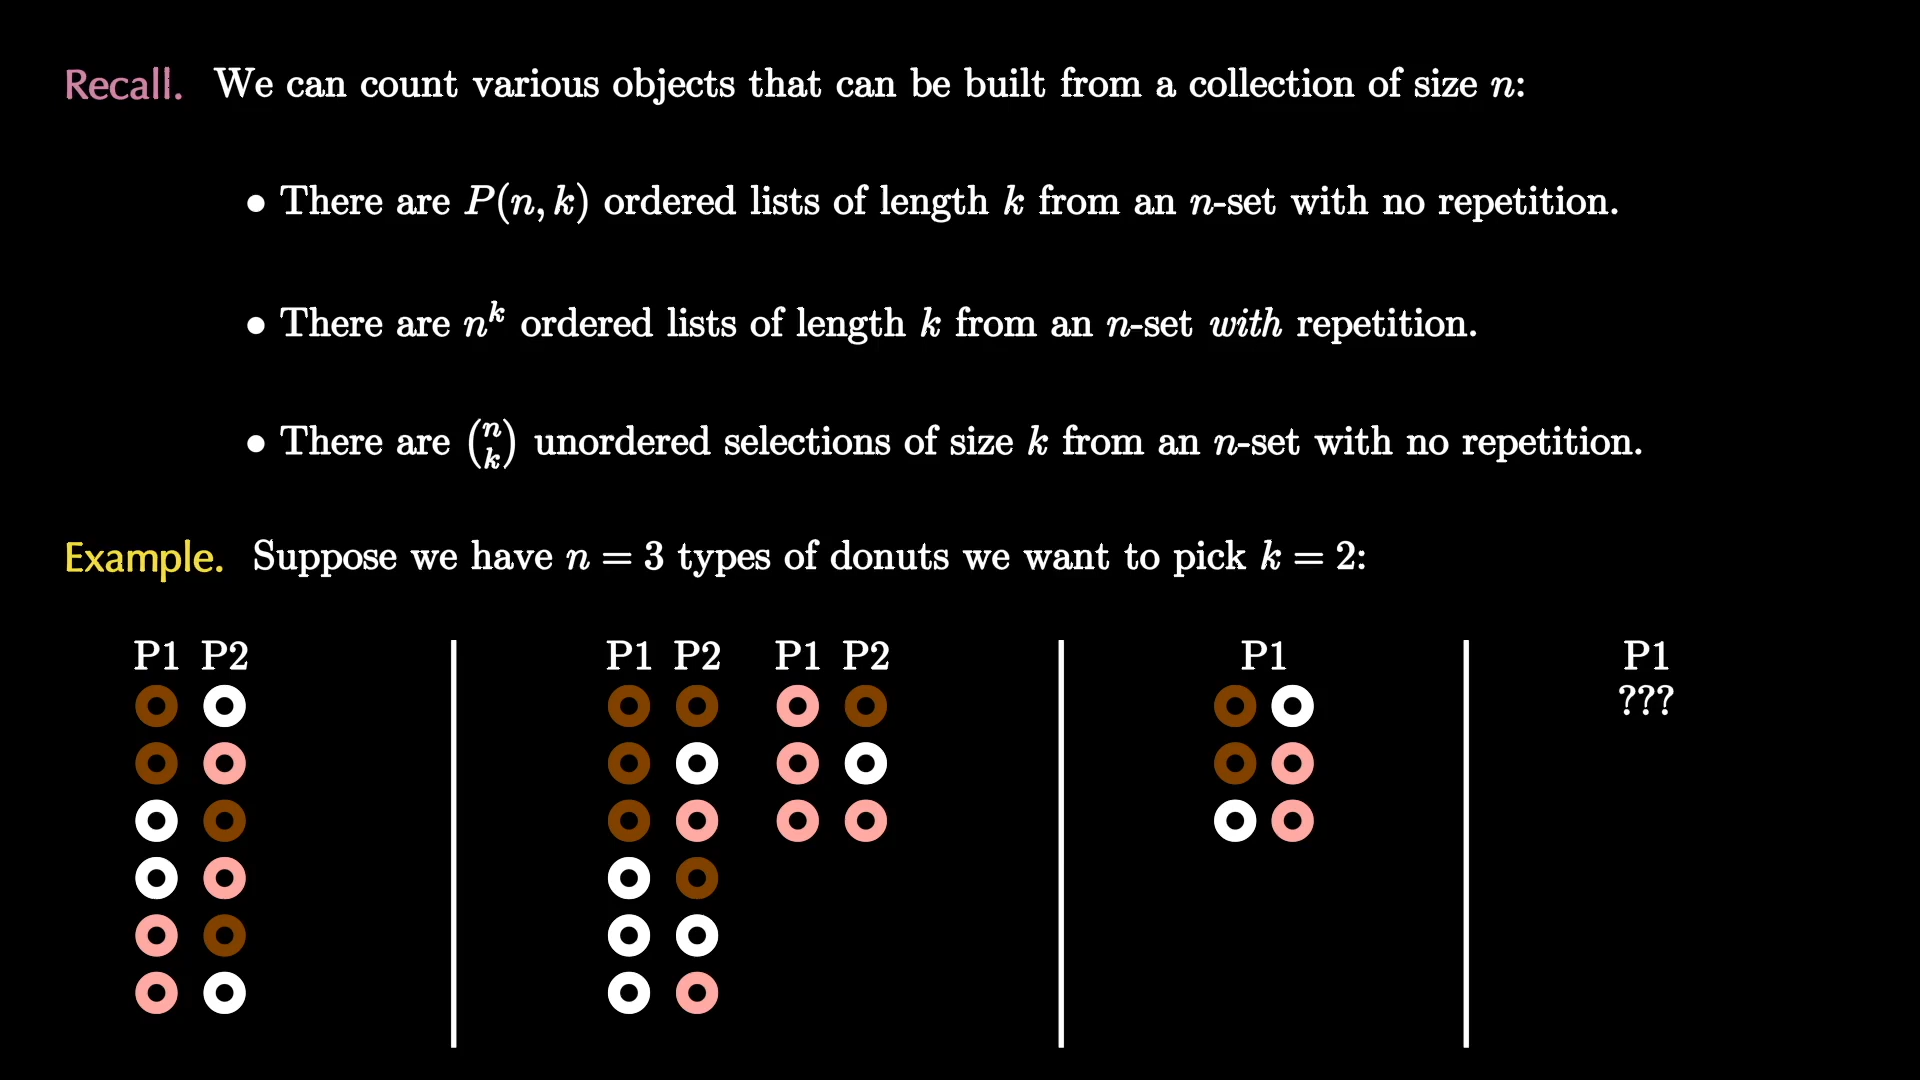 Recall. We can count various objects that can be built from a collection of size n:
• There are P(n, k) ordered lists of length k from an n-set with no repetition.
• There are n^k ordered lists of length k from an n-set with repetition.
• There are \binom{n}{k} unordered selections of size k from an n-set with no repetition.
Example. Suppose we have n = 3 types of donuts we want to pick k = 2:
P1 P2 P1 P2 P1 P2 P1 P1
???